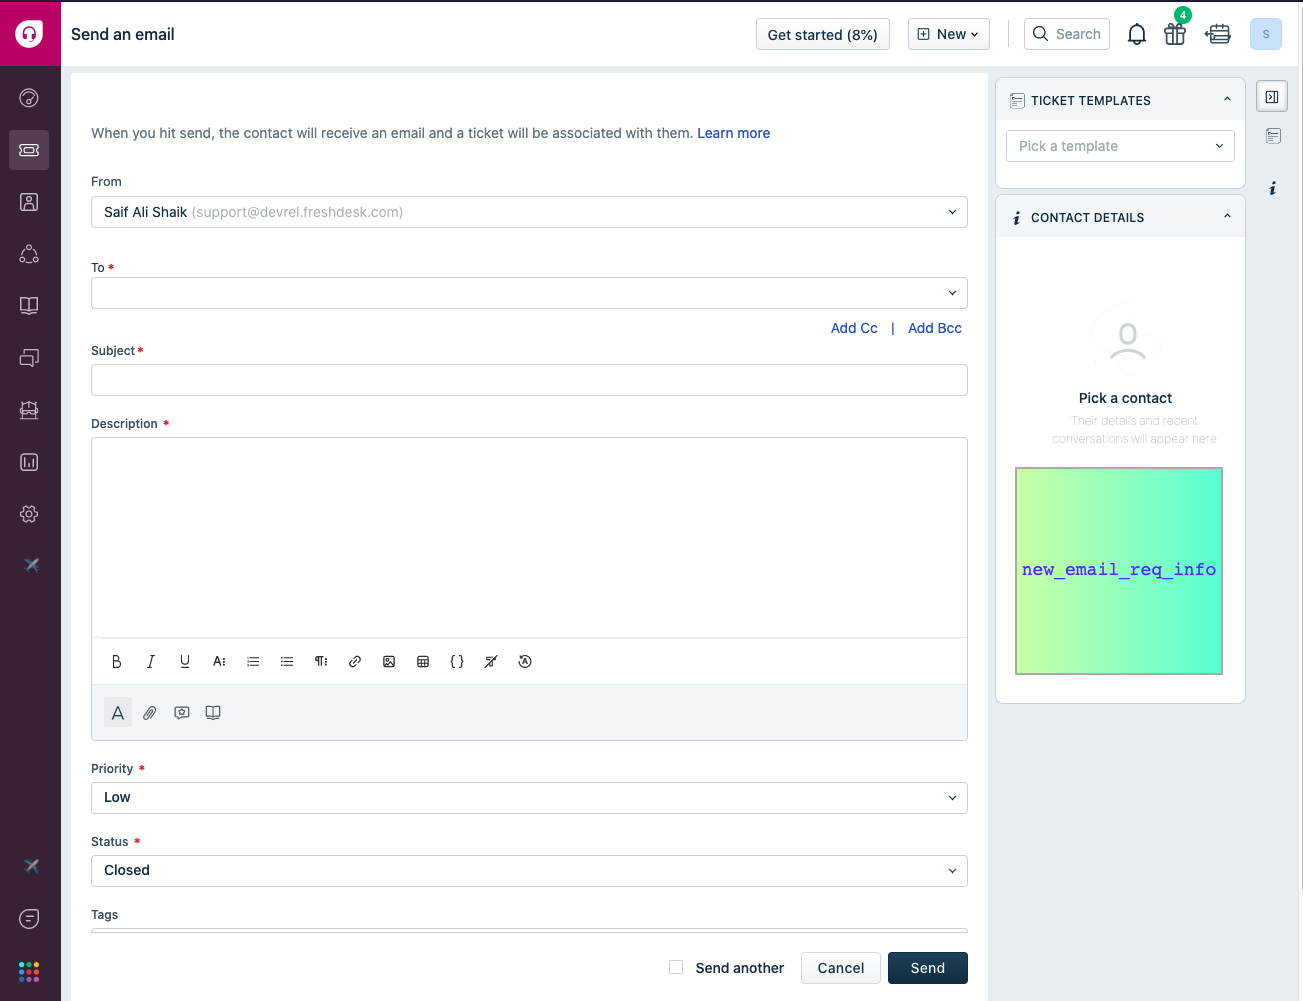 Send an email
Get started (8%)
New
Search
4
S
When you hit send, the contact will receive an email and a ticket will be associated with them. Learn more
From
Saif Ali Shaik (support@devrel.freshdesk.com)
To *
Add Cc | Add Bcc
Subject *
Description *
Priority *
Low
Status *
Closed
Tags
Send another
Cancel
Send
TICKET TEMPLATES
Pick a template
CONTACT DETAILS
Pick a contact
Their details and recent
conversations will appear here
new_email_req_info